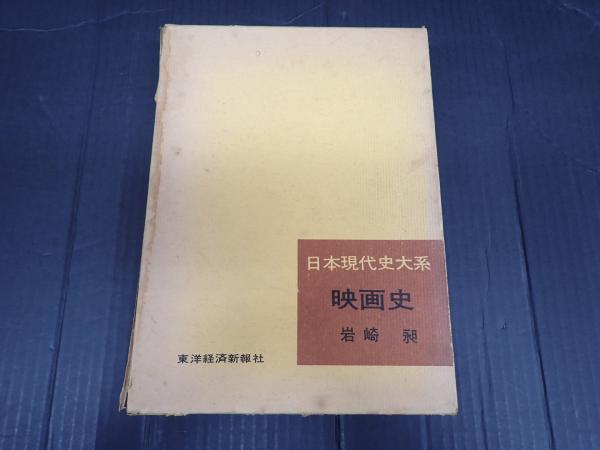 日本現代史大系
映画史
岩崎 昶
東洋経済新報社